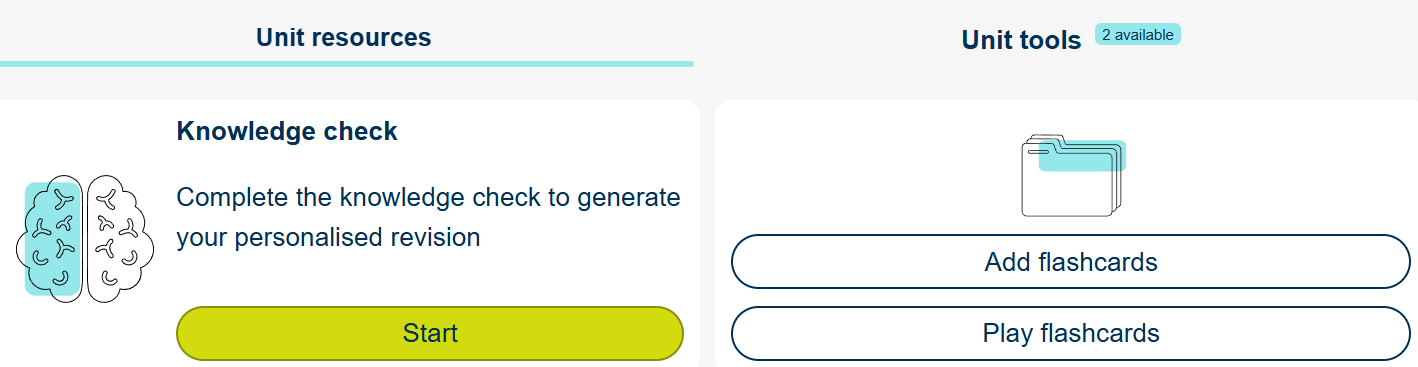 Unit resources
Unit tools
2 available
Knowledge check
Complete the knowledge check to generate
your personalised revision
Start
Add flashcards
Play flashcards